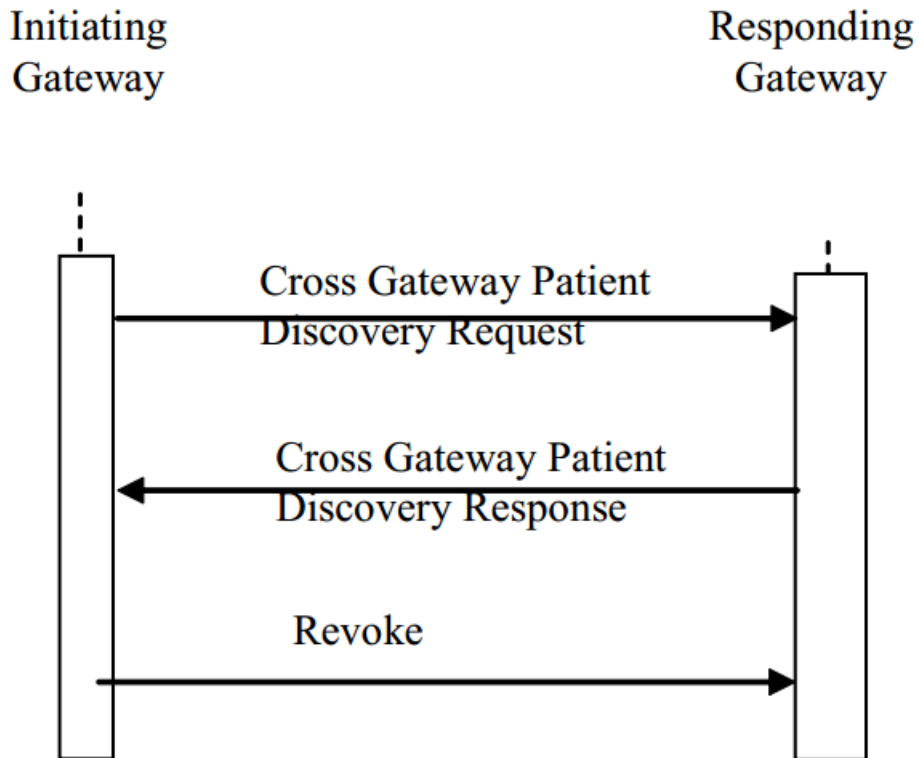 Initiating
Gateway
Responding
Gateway
Cross Gateway Patient
Discovery Request
Cross Gateway Patient
Discovery Response
Revoke